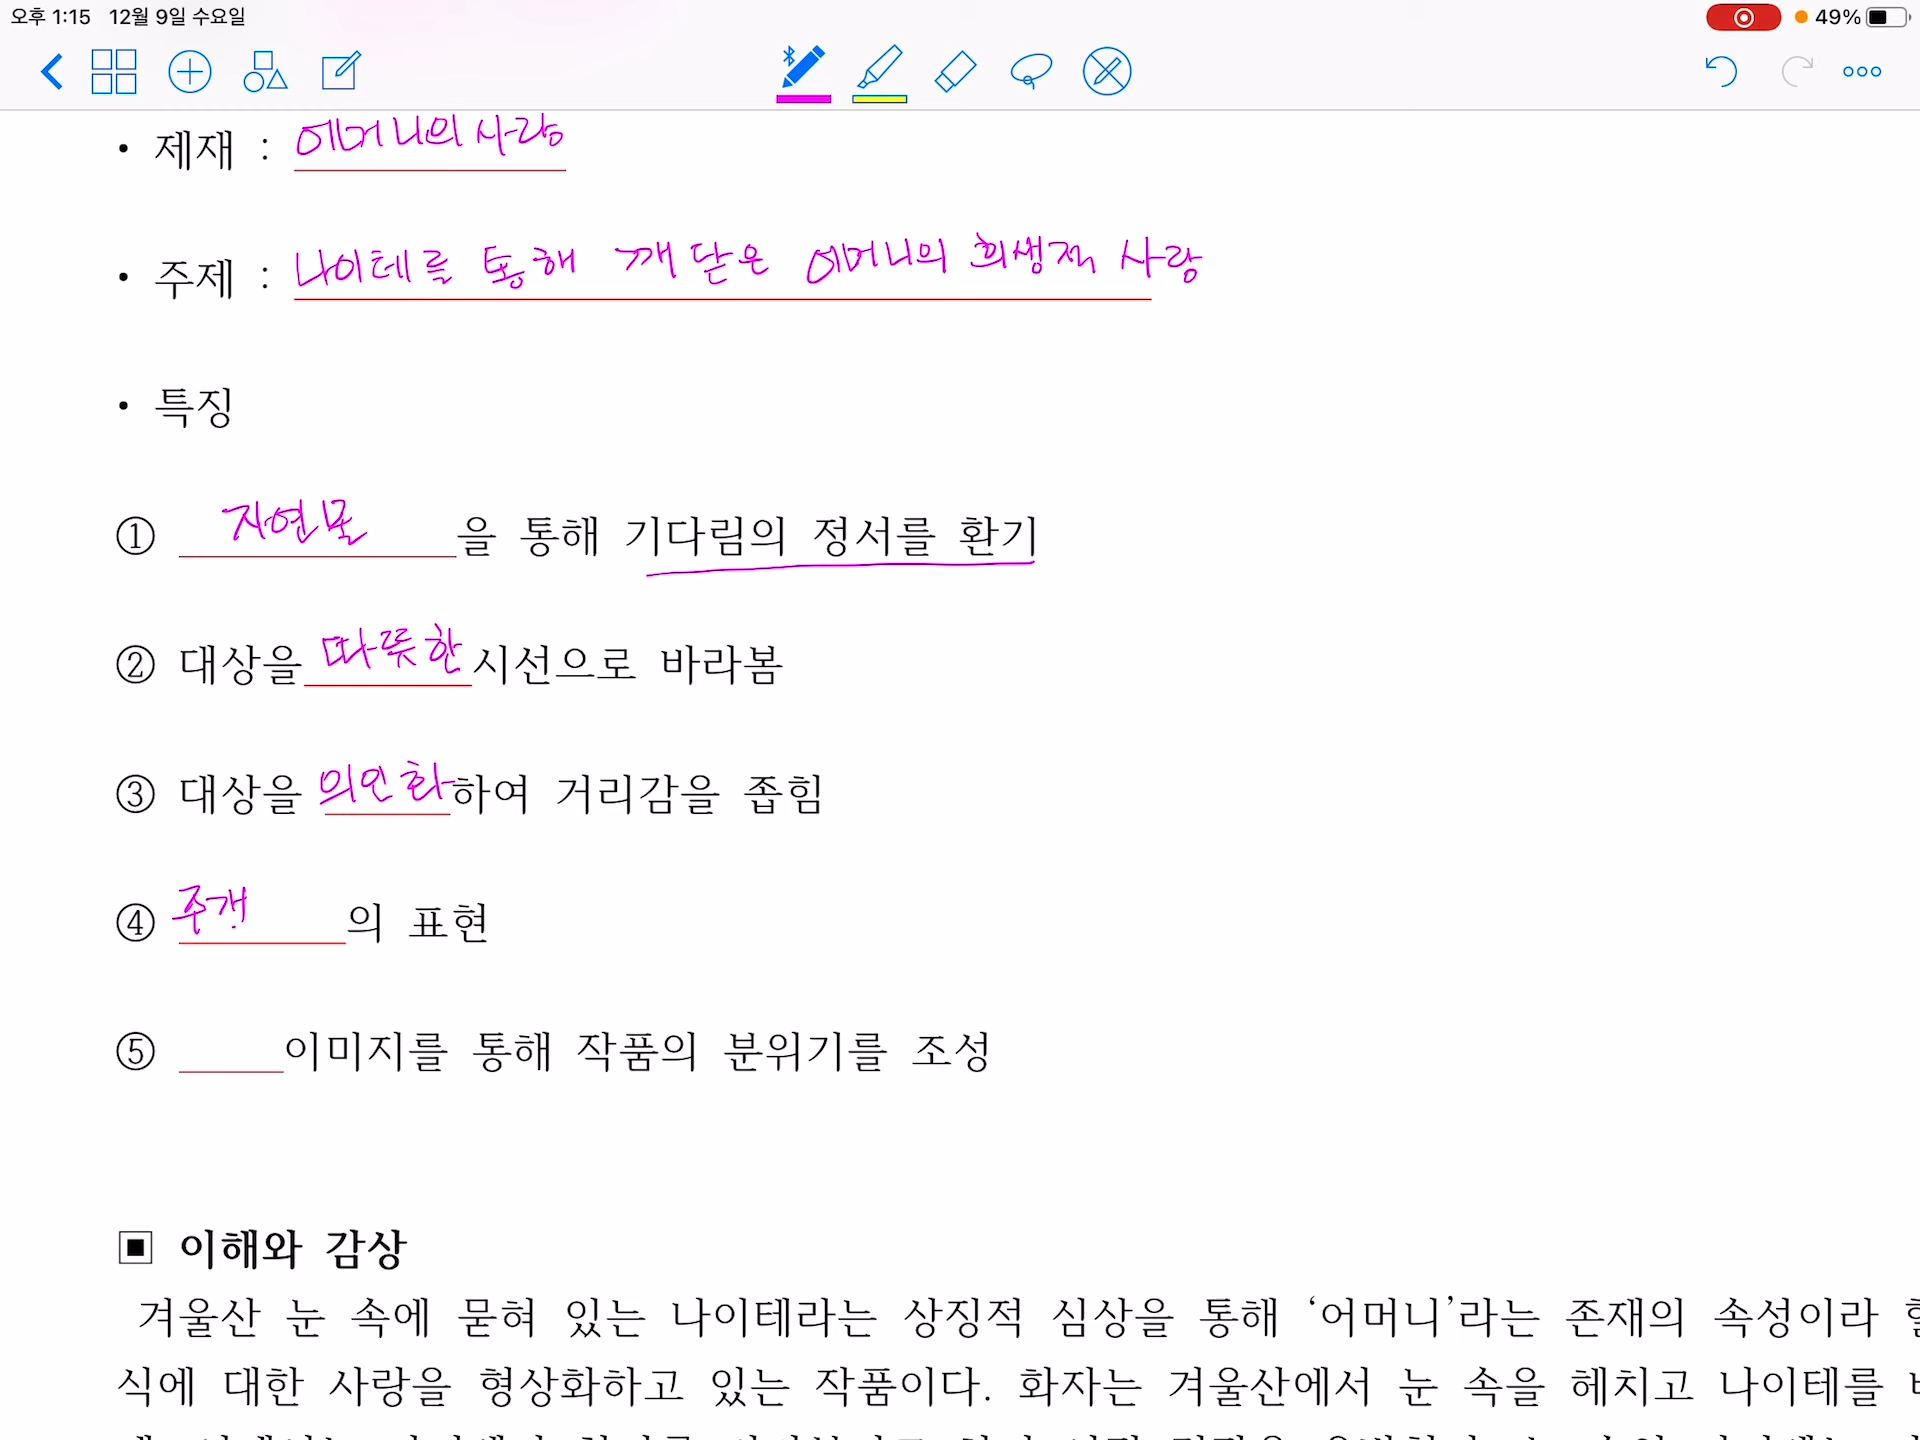 오후 1:15 12월 9일 수요일
49%
• 제재 : 어머니의 사랑
• 주제 : 나이테를 통해 깨닫은 어머니의 희생적 사랑
• 특징
① 자연물을 통해 기다림의 정서를 환기
② 대상을 따뜻한 시선으로 바라봄
③ 대상을 의인화하여 거리감을 좁힘
④ 의 표현
⑤ ____이미지를 통해 작품의 분위기를 조성
▣ 이해와 감상
겨울산 눈 속에 묻혀 있는 나이테라는 상징적 심상을 통해 ‘어머니’라는 존재의 속성이라
식에 대한 사랑을 형상화하고 있는 작품이다. 화자는 겨울산에서 눈 속을 헤치고 나이테를